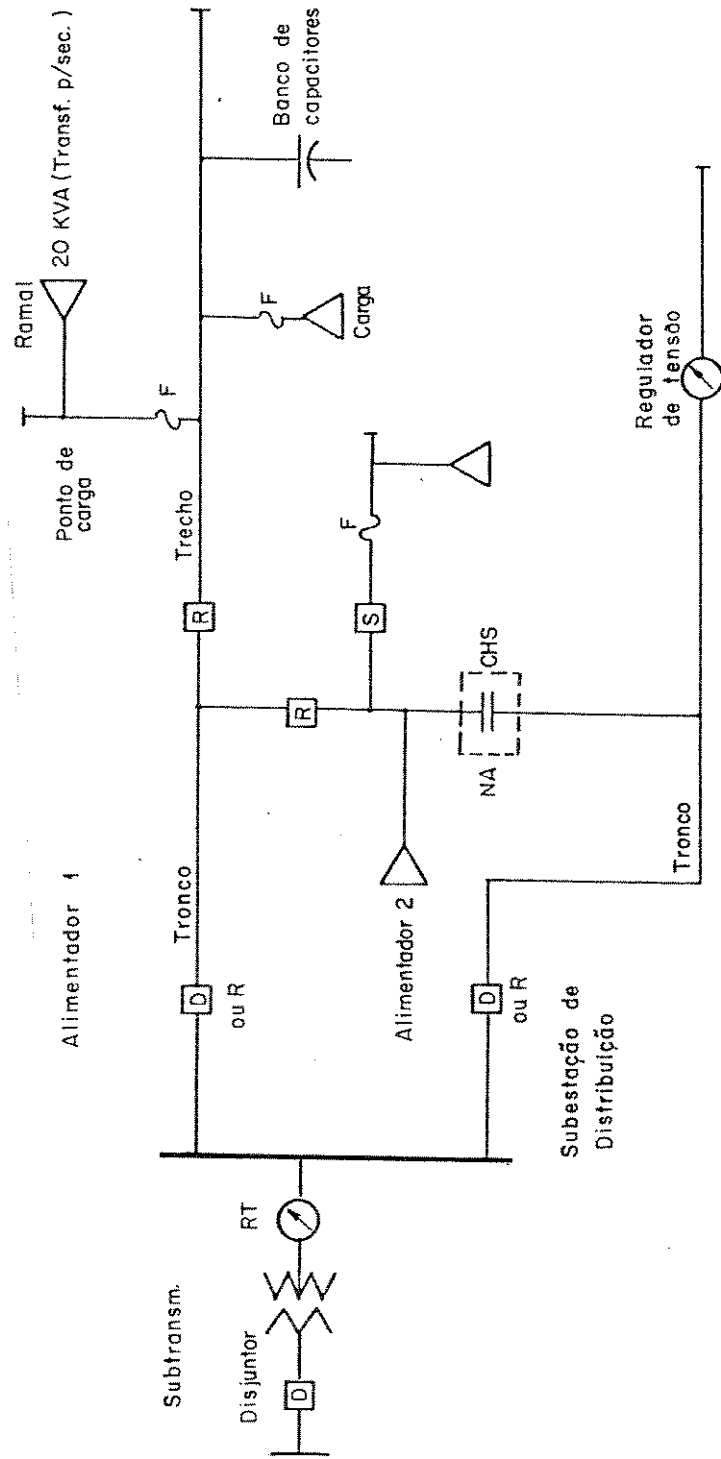 Subtransm.
Disjuntor
D
RT
Alimentador 1
D
ou R
Tronco
R
Trecho
Ponto de
carga
Ramal
20 KVA (Transf. p/sec.)
F
F
Carga
Banco de
capacitores
R
S
F
Alimentador 2
NA
CHS
D
ou R
Subestação de
Distribuição
Tronco
Regulador
de tensão